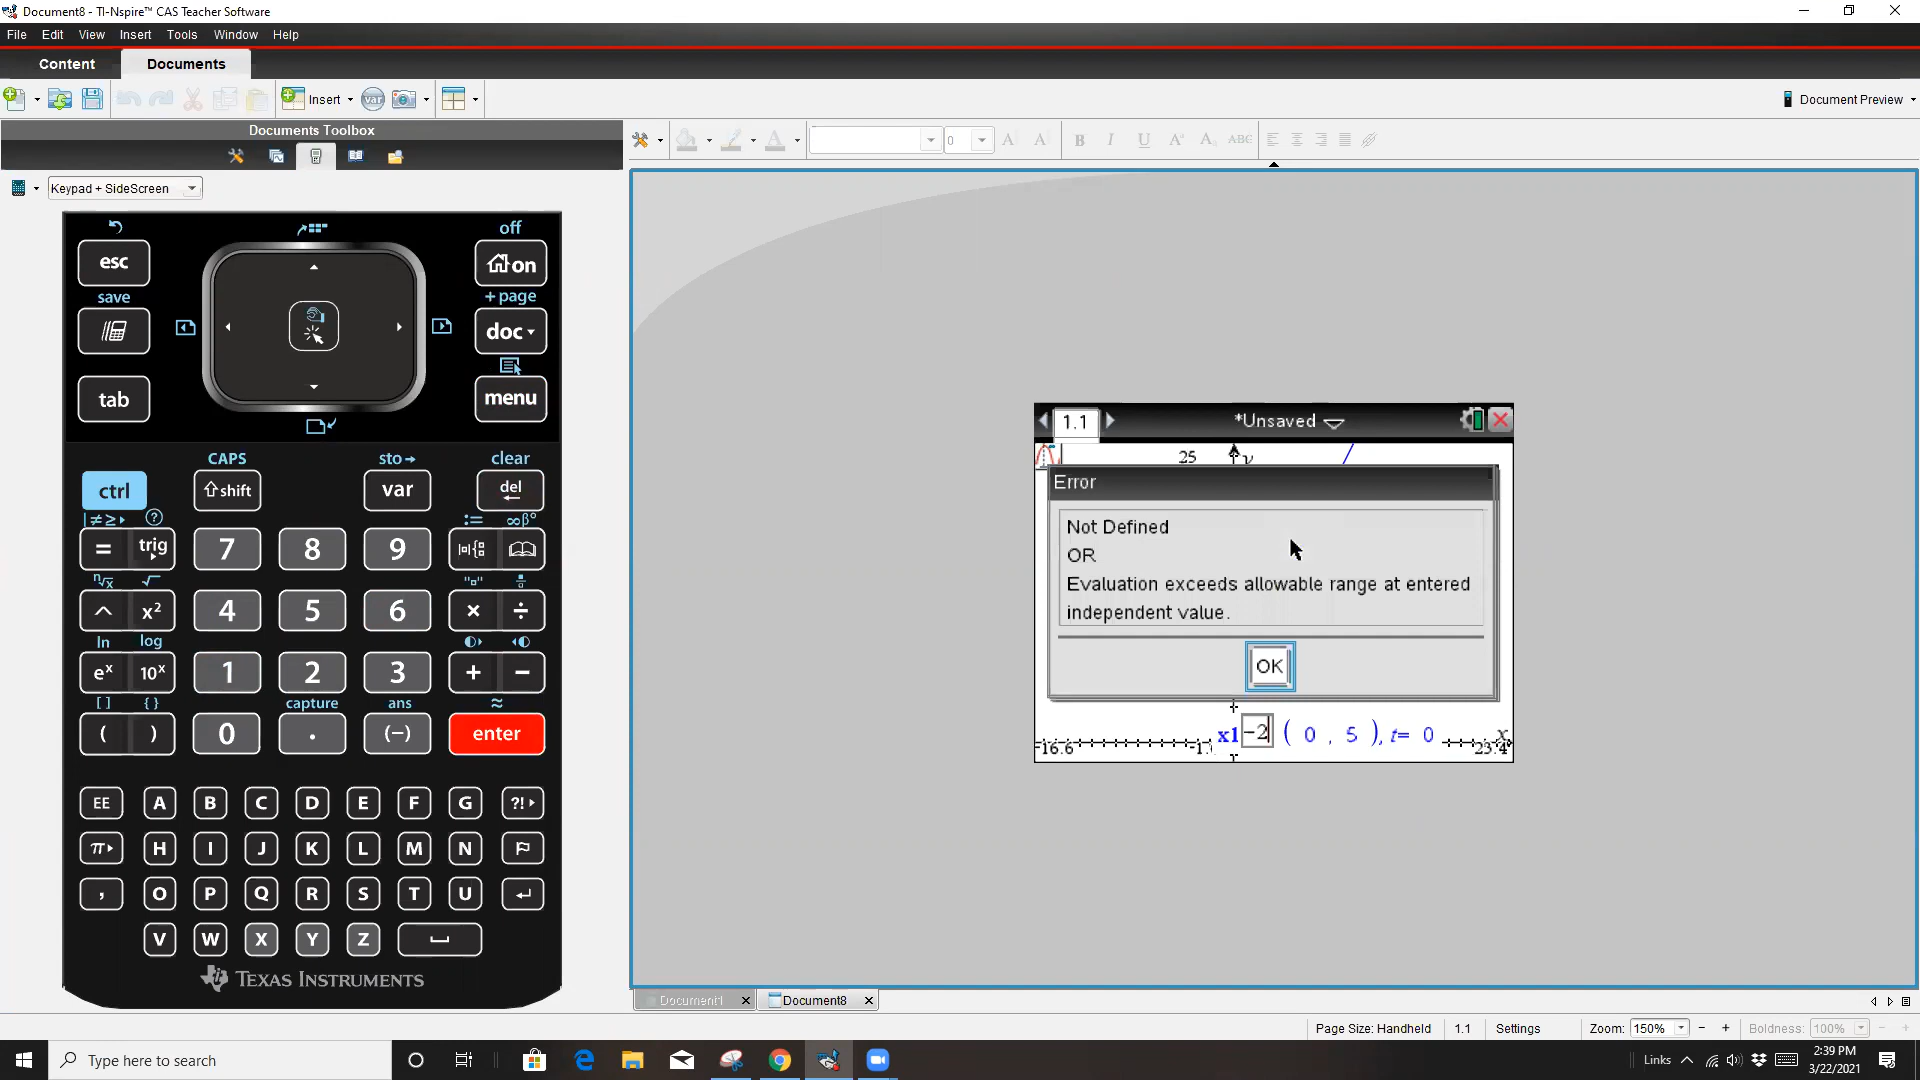 Document8 - TI-Nspire™ CAS Teacher Software
File Edit View Insert Tools Window Help
Content Documents
Insert var Document Preview
Documents Toolbox
0 B I U A A ABC
Keypad + SideScreen
off
esc on
save + page
doc
tab menu
CAPS sto→ clear
ctrl shift var del
|≠≥▸ ? := ∞β°
= trig 7 8 9
ⁿ√x √ "▫" ÷
^ x² 4 5 6 × ÷
ln log
eˣ 10ˣ 1 2 3 + −
[ ] { } capture ans ≈
( ) 0 . (−) enter
EE A B C D E F G ?!▸
π▸ H I J K L M N
, O P Q R S T U
V W X Y Z
TEXAS INSTRUMENTS
1.1 *Unsaved
25 y
Error
Not Defined
OR
Evaluation exceeds allowable range at entered
independent value.
OK
x1 −2 ( 0 , 5 ), t= 0 x
-16.6 23.4
Document1 Document8
Page Size: Handheld 1.1 Settings Zoom: 150% − + Boldness: 100% − +
Type here to search
Links 2:39 PM
3/22/2021